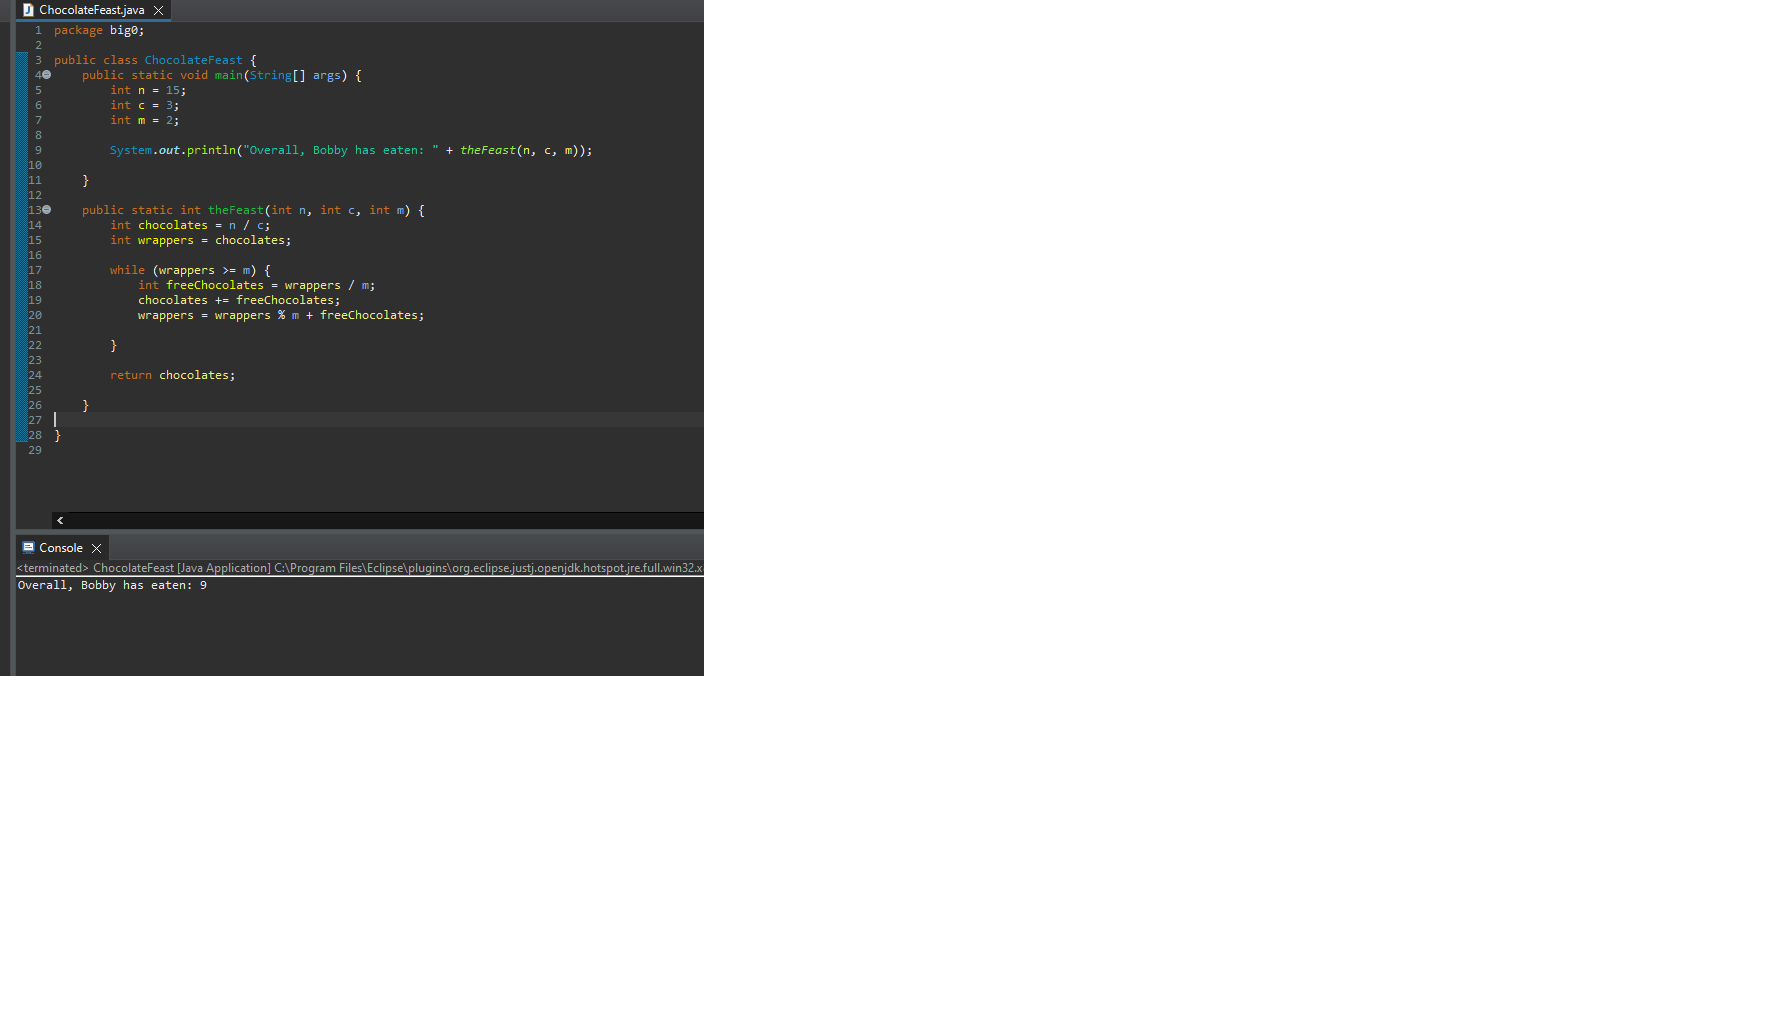 ChocolateFeast.java
1 package big0;
2
3 public class ChocolateFeast {
4     public static void main(String[] args) {
5         int n = 15;
6         int c = 3;
7         int m = 2;
8
9         System.out.println("Overall, Bobby has eaten: " + theFeast(n, c, m));
10
11     }
12
13     public static int theFeast(int n, int c, int m) {
14         int chocolates = n / c;
15         int wrappers = chocolates;
16
17         while (wrappers >= m) {
18             int freeChocolates = wrappers / m;
19             chocolates += freeChocolates;
20             wrappers = wrappers % m + freeChocolates;
21
22         }
23
24         return chocolates;
25
26     }
27
28 }
29
Console
<terminated> ChocolateFeast [Java Application] C:\Program Files\Eclipse\plugins\org.eclipse.justj.openjdk.hotspot.jre.full.win32.x
Overall, Bobby has eaten: 9